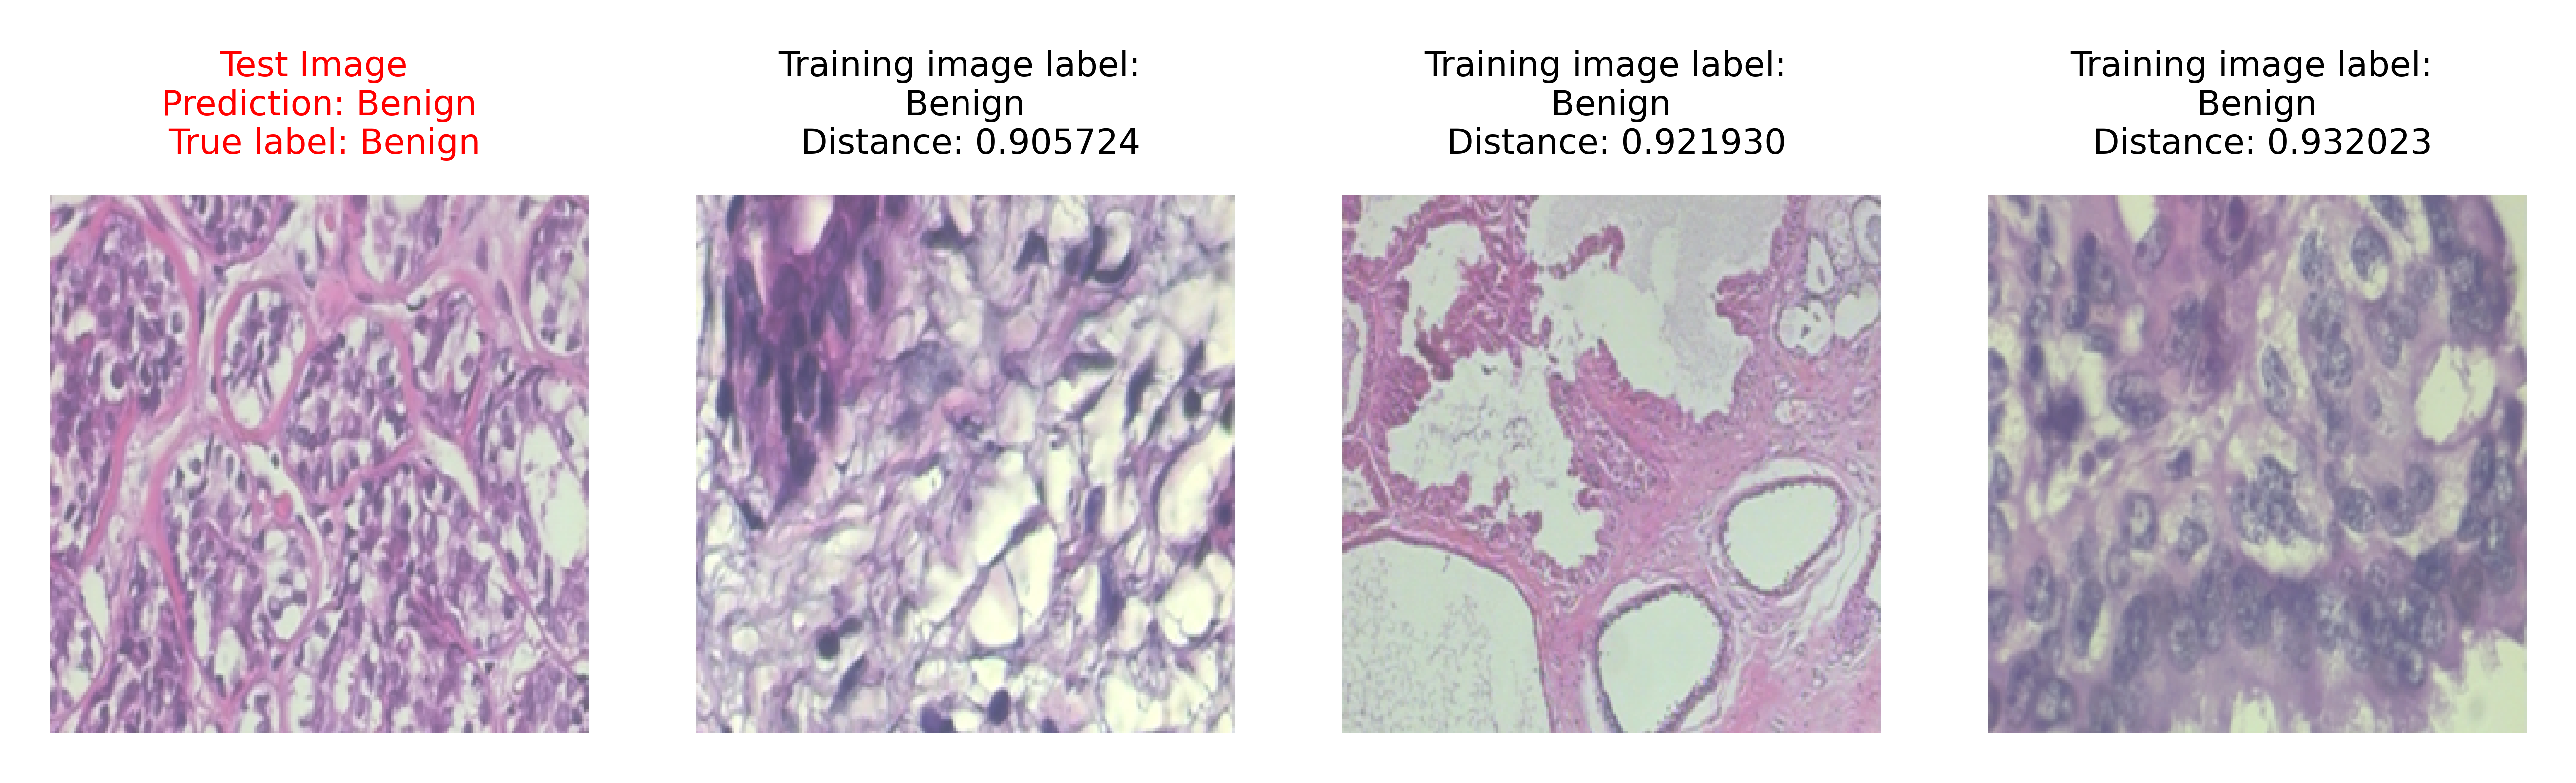 Test Image
Prediction: Benign
True label: Benign
Training image label:
Benign
Distance: 0.905724
Training image label:
Benign
Distance: 0.921930
Training image label:
Benign
Distance: 0.932023